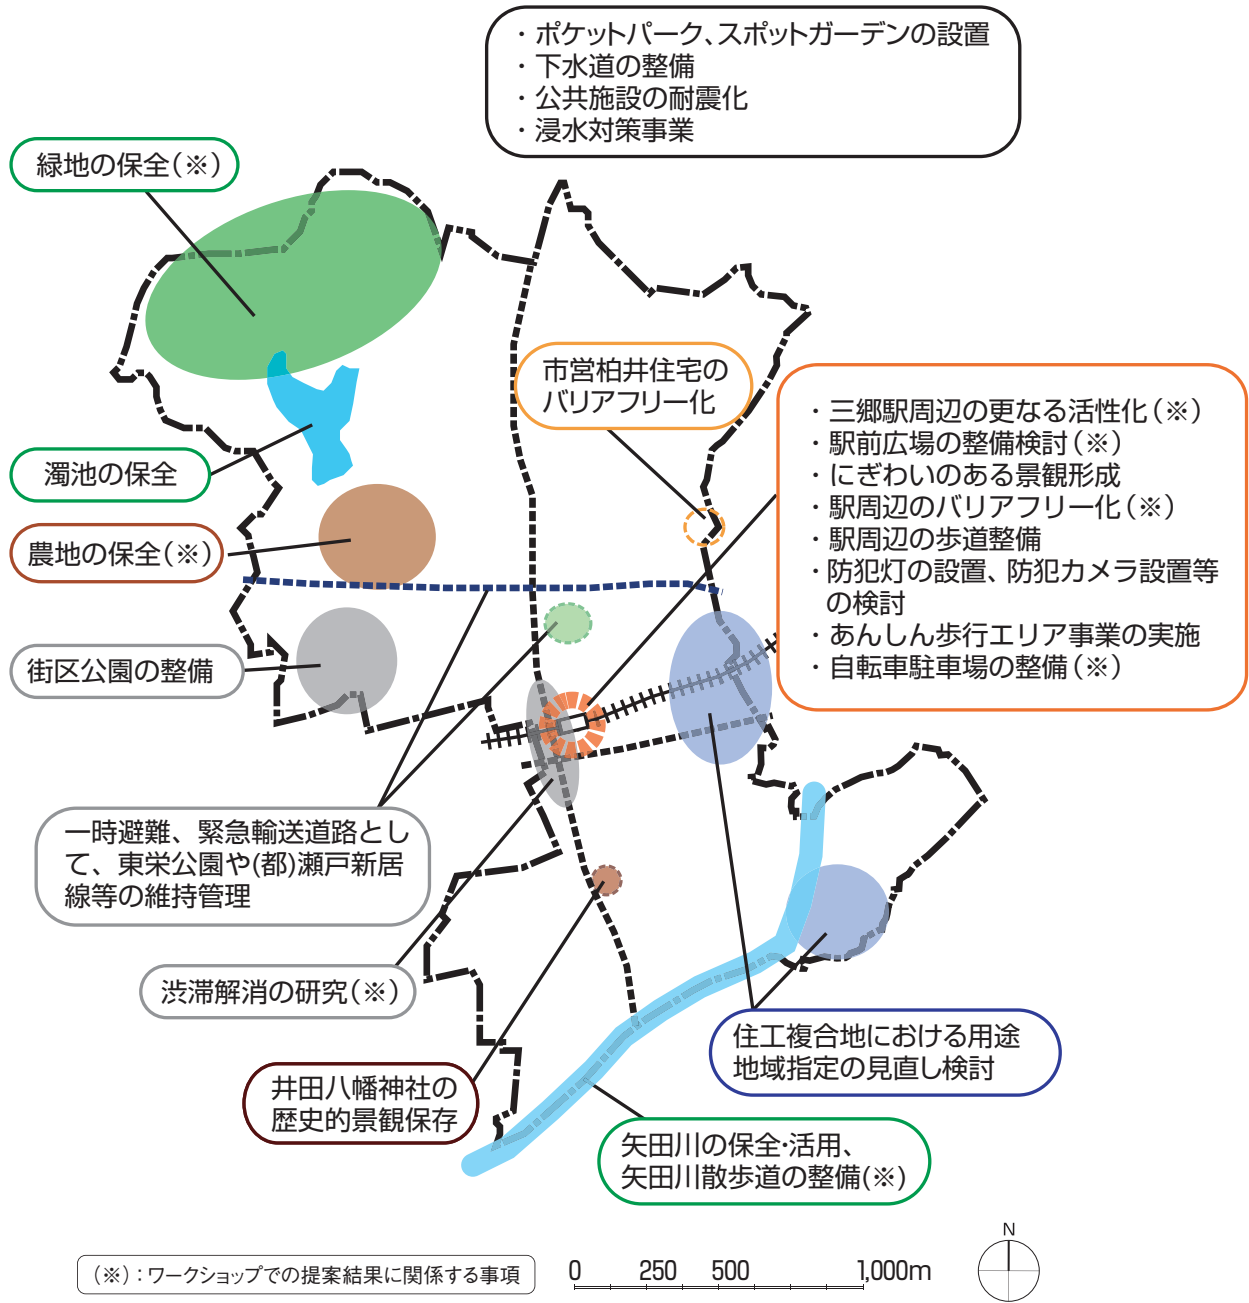 ・ポケットパーク、スポットガーデンの設置
・下水道の整備
・公共施設の耐震化
・浸水対策事業
緑地の保全(※)
市営柏井住宅の
バリアフリー化
・三郷駅周辺の更なる活性化(※)
・駅前広場の整備検討(※)
・にぎわいのある景観形成
・駅周辺のバリアフリー化(※)
・駅周辺の歩道整備
・防犯灯の設置、防犯カメラ設置等
の検討
・あんしん歩行エリア事業の実施
・自転車駐車場の整備(※)
濁池の保全
農地の保全(※)
街区公園の整備
一時避難、緊急輸送道路とし
て、東栄公園や(都)瀬戸新居
線等の維持管理
渋滞解消の研究(※)
井田八幡神社の
歴史的景観保存
住工複合地における用途
地域指定の見直し検討
矢田川の保全・活用、
矢田川散歩道の整備(※)
(※):ワークショップでの提案結果に関係する事項
0 250 500 1,000m
N